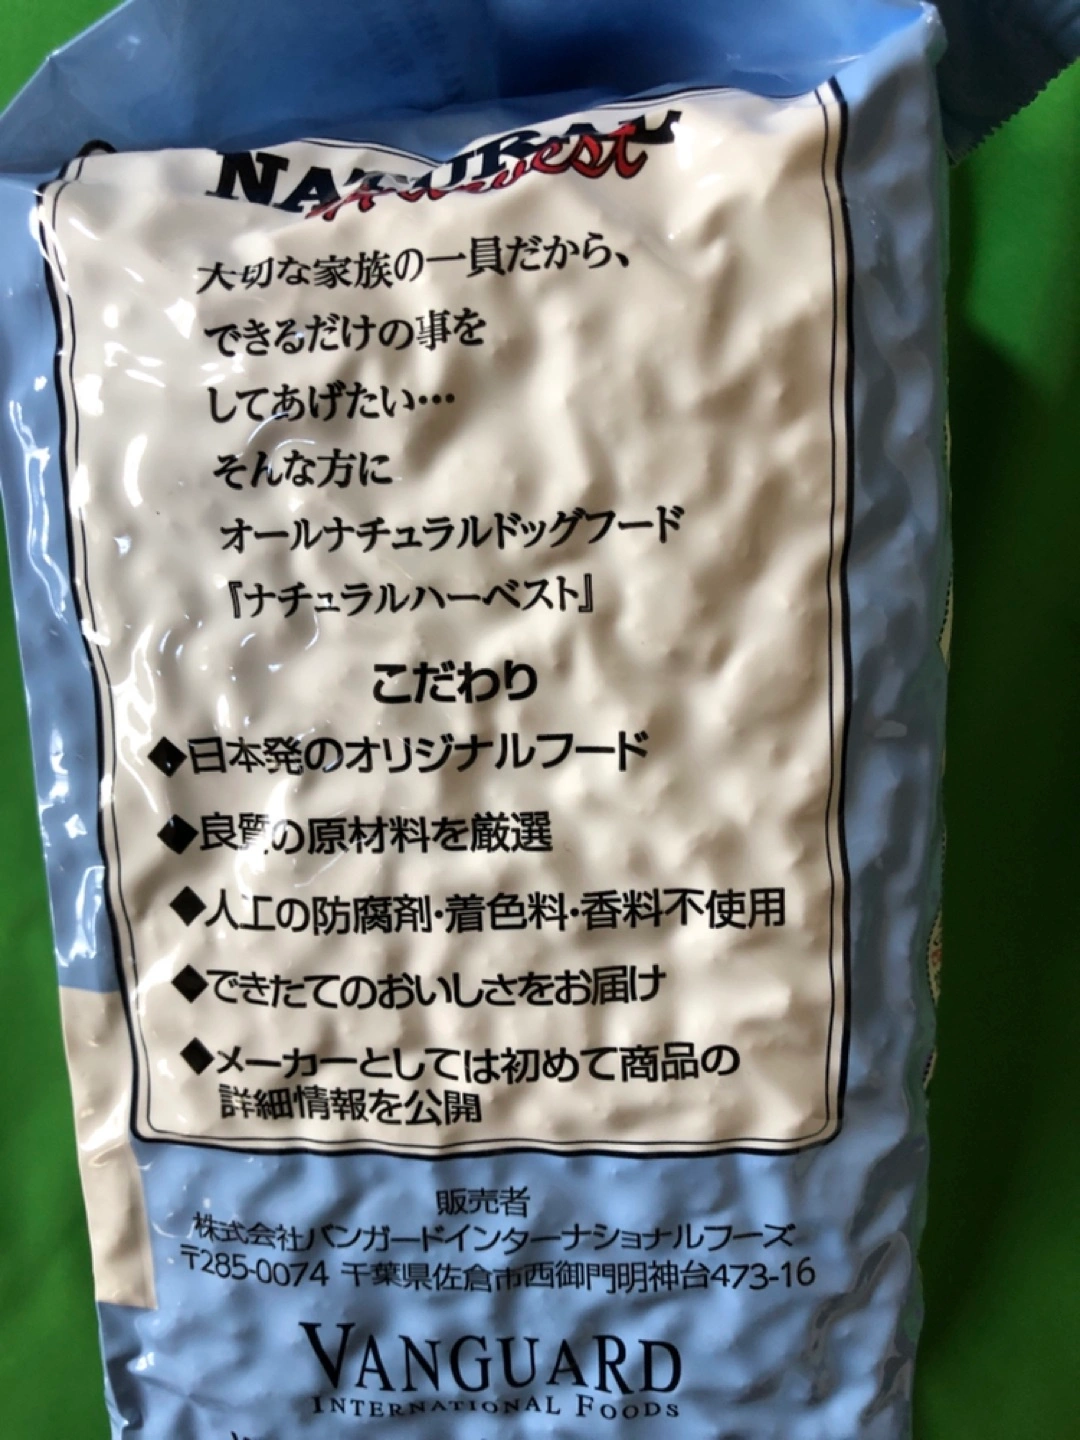 NATURAL
Harvest
大切な家族の一員だから、
できるだけの事を
してあげたい…
そんな方に
オールナチュラルドッグフード
『ナチュラルハーベスト』
こだわり
◆日本発のオリジナルフード
◆良質の原材料を厳選
◆人工の防腐剤・着色料・香料不使用
◆できたてのおいしさをお届け
◆メーカーとしては初めて商品の
詳細情報を公開
販売者
株式会社バンガードインターナショナルフーズ
〒285-0074 千葉県佐倉市西御門明神台473-16
VANGUARD
INTERNATIONAL FOODS